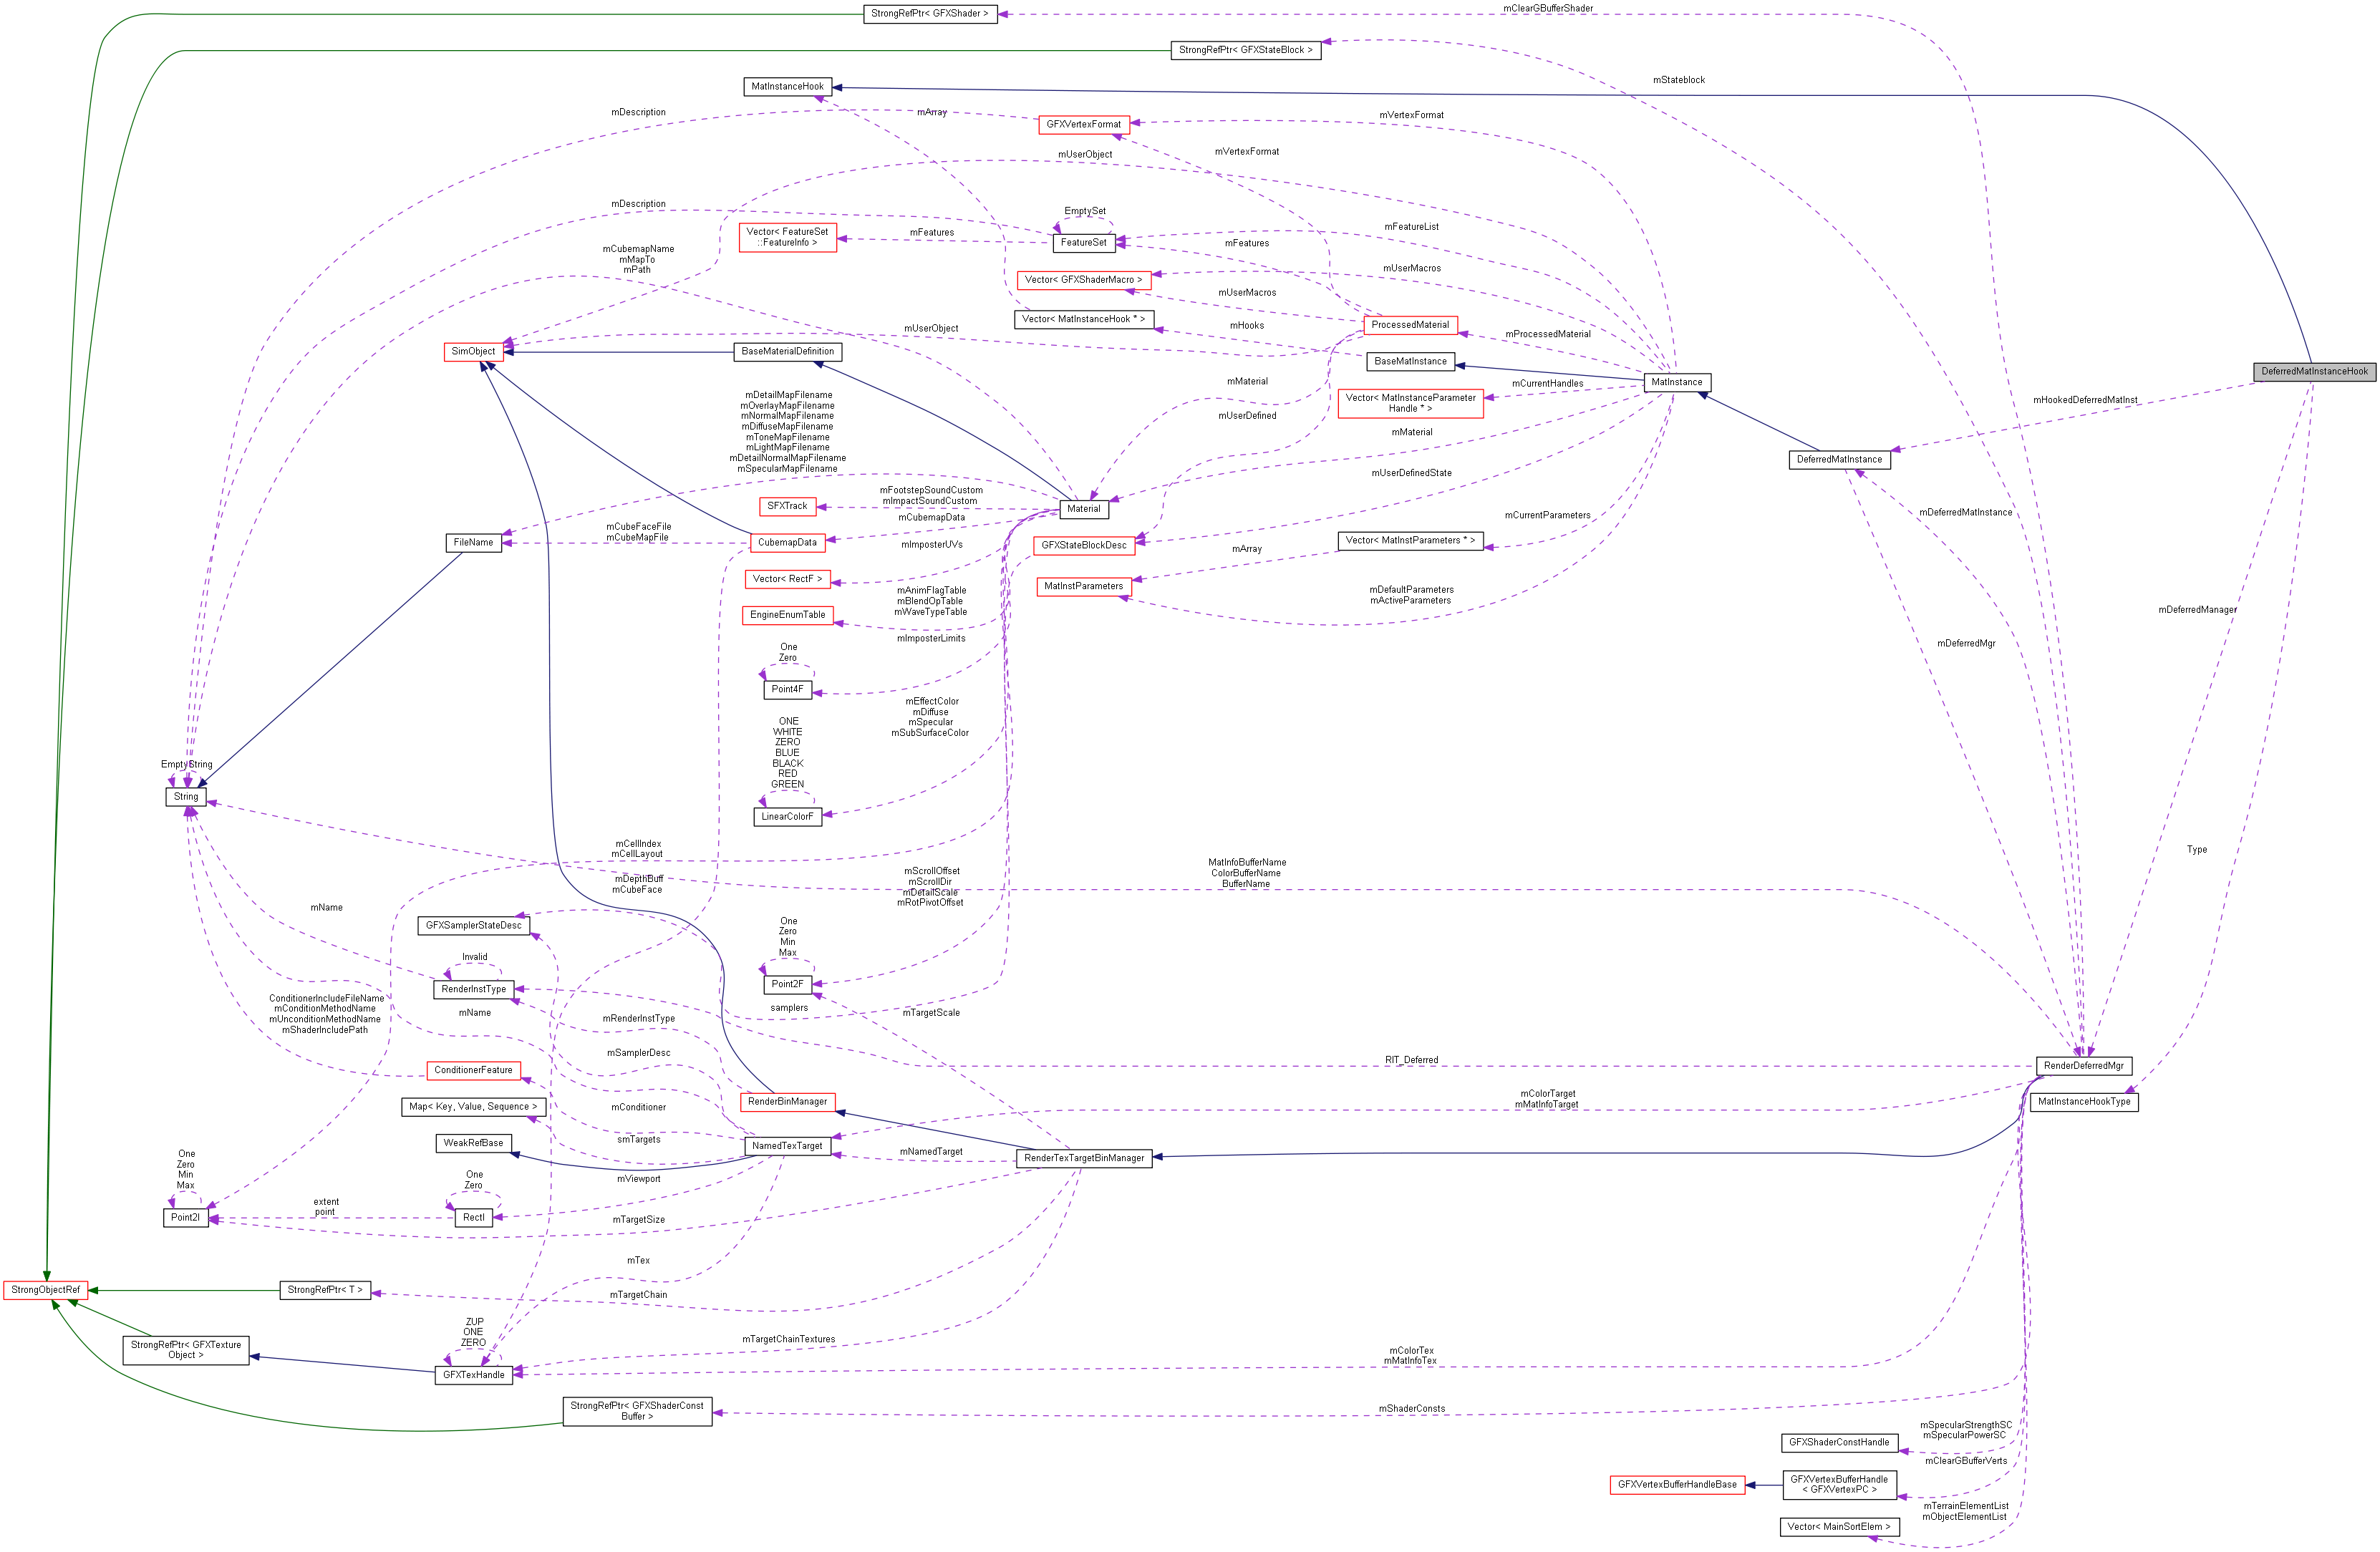 StrongRefPtr< GFXShader >
mClearGBufferShader
StrongRefPtr< GFXStateBlock >
mStateblock
MatInstanceHook
mDescription
mArray
GFXVertexFormat
mVertexFormat
mUserObject
mVertexFormat
mDescription
EmptySet
Vector< FeatureSet
::FeatureInfo >
mFeatures
FeatureSet
mFeatures
mFeatureList
mCubemapName
mMapTo
mPath
mUserMacros
Vector< GFXShaderMacro >
mUserMacros
Vector< MatInstanceHook * >
mHooks
ProcessedMaterial
mUserObject
mProcessedMaterial
SimObject
BaseMaterialDefinition
BaseMatInstance
DeferredMatInstanceHook
mMaterial
mCurrentHandles
MatInstance
mDetailMapFilename
mOverlayMapFilename
mNormalMapFilename
mDiffuseMapFilename
mToneMapFilename
mLightMapFilename
mDetailNormalMapFilename
mSpecularMapFilename
Vector< MatInstanceParameter
Handle * >
mHookedDeferredMatInst
mUserDefined
mMaterial
DeferredMatInstance
mUserDefinedState
mFootstepSoundCustom
mImpactSoundCustom
SFXTrack
Material
mCubemapData
mCurrentParameters
mDeferredMatInstance
mCubeFaceFile
mCubeMapFile
FileName
CubemapData
mImposterUVs
GFXStateBlockDesc
mArray
Vector< MatInstParameters * >
Vector< RectF >
MatInstParameters
mAnimFlagTable
mBlendOpTable
mWaveTypeTable
mDefaultParameters
mActiveParameters
EngineEnumTable
mDeferredManager
mImposterLimits
mDeferredMgr
One
Zero
Point4F
mEffectColor
mDiffuse
mSpecular
mSubSurfaceColor
ONE
WHITE
ZERO
BLUE
BLACK
RED
GREEN
EmptyString
String
LinearColorF
mCellIndex
mCellLayout
Type
MatInfoBufferName
ColorBufferName
BufferName
mDepthBuff
mCubeFace
mScrollOffset
mScrollDir
mDetailScale
mRotPivotOffset
mName
GFXSamplerStateDesc
One
Zero
Min
Max
Invalid
Point2F
RenderInstType
ConditionerIncludeFileName
mConditionMethodName
mUnconditionMethodName
mShaderIncludePath
mName
mRenderInstType
samplers
mTargetScale
mSamplerDesc
RIT_Deferred
RenderDeferredMgr
ConditionerFeature
mColorTarget
mMatInfoTarget
Map< Key, Value, Sequence >
mConditioner
RenderBinManager
MatInstanceHookType
WeakRefBase
smTargets
NamedTexTarget
mNamedTarget
RenderTexTargetBinManager
One
Zero
Min
Max
One
Zero
mViewport
extent
point
Point2I
RectI
mTargetSize
mTex
StrongObjectRef
StrongRefPtr< T >
mTargetChain
ZUP
ONE
ZERO
StrongRefPtr< GFXTexture
Object >
mTargetChainTextures
mColorTex
mMatInfoTex
GFXTexHandle
StrongRefPtr< GFXShaderConst
Buffer >
mShaderConsts
mSpecularStrengthSC
mSpecularPowerSC
GFXShaderConstHandle
mClearGBufferVerts
GFXVertexBufferHandleBase
GFXVertexBufferHandle
< GFXVertexPC >
mTerrainElementList
mObjectElementList
Vector< MainSortElem >